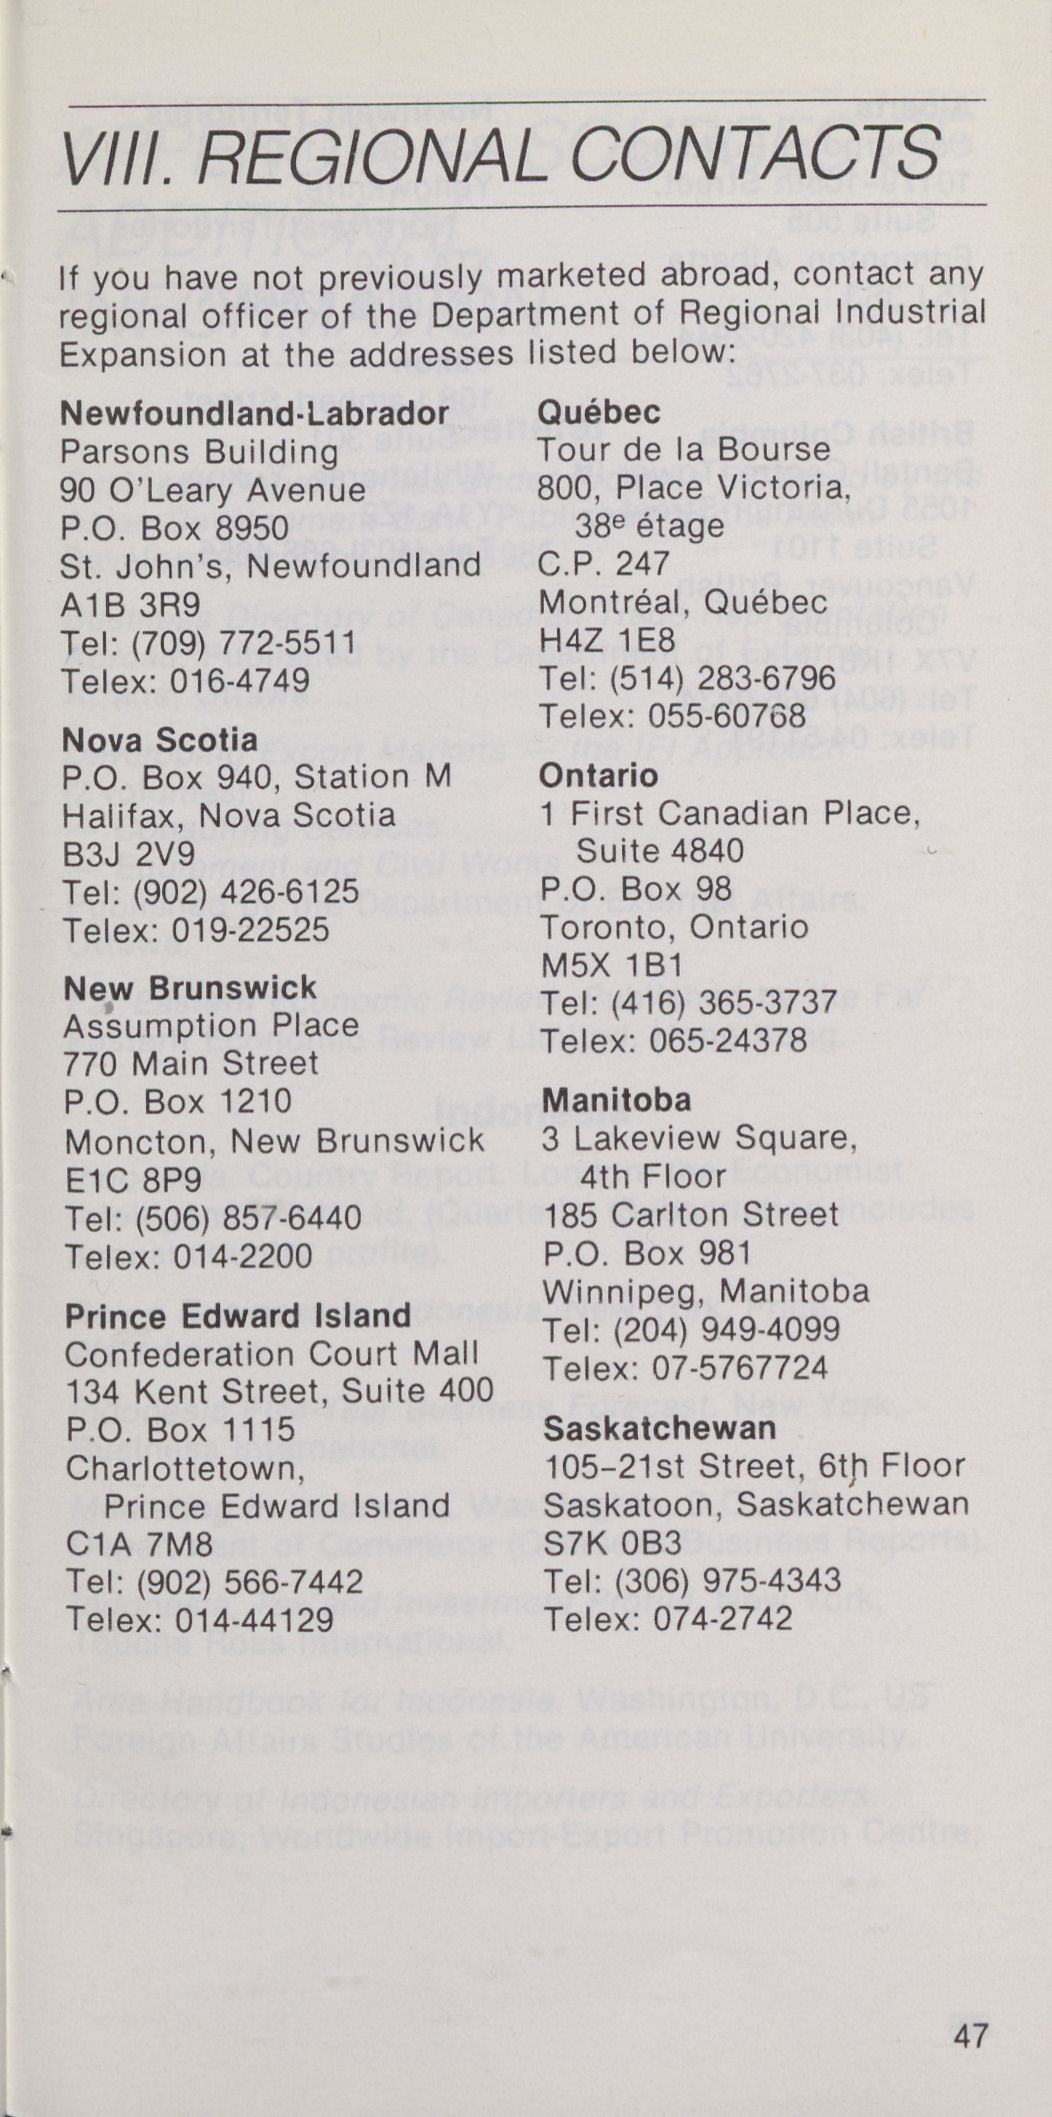 VIII. REGIONAL CONTACTS
If you have not previously marketed abroad, contact any
regional officer of the Department of Regional Industrial
Expansion at the addresses listed below:
Newfoundland-Labrador
Parsons Building
90 O'Leary Avenue
P.O. Box 8950
St. John's, Newfoundland
A1B 3R9
Tel: (709) 772-5511
Telex: 016-4749
Nova Scotia
P.O. Box 940, Station M
Halifax, Nova Scotia
B3J 2V9
Tel: (902) 426-6125
Telex: 019-22525
New Brunswick
Assumption Place
770 Main Street
P.O. Box 1210
Moncton, New Brunswick
E1C 8P9
Tel: (506) 857-6440
Telex: 014-2200
Prince Edward Island
Confederation Court Mall
134 Kent Street, Suite 400
P.O. Box 1115
Charlottetown,
Prince Edward Island
C1A 7M8
Tel: (902) 566-7442
Telex: 014-44129
Québec
Tour de la Bourse
800, Place Victoria,
38e étage
C.P. 247
Montréal, Québec
H4Z 1E8
Tel: (514) 283-6796
Telex: 055-60768
Ontario
1 First Canadian Place,
Suite 4840
P.O. Box 98
Toronto, Ontario
M5X 1B1
Tel: (416) 365-3737
Telex: 065-24378
Manitoba
3 Lakeview Square,
4th Floor
185 Carlton Street
P.O. Box 981
Winnipeg, Manitoba
Tel: (204) 949-4099
Telex: 07-5767724
Saskatchewan
105-21st Street, 6th Floor
Saskatoon, Saskatchewan
S7K 0B3
Tel: (306) 975-4343
Telex: 074-2742
47